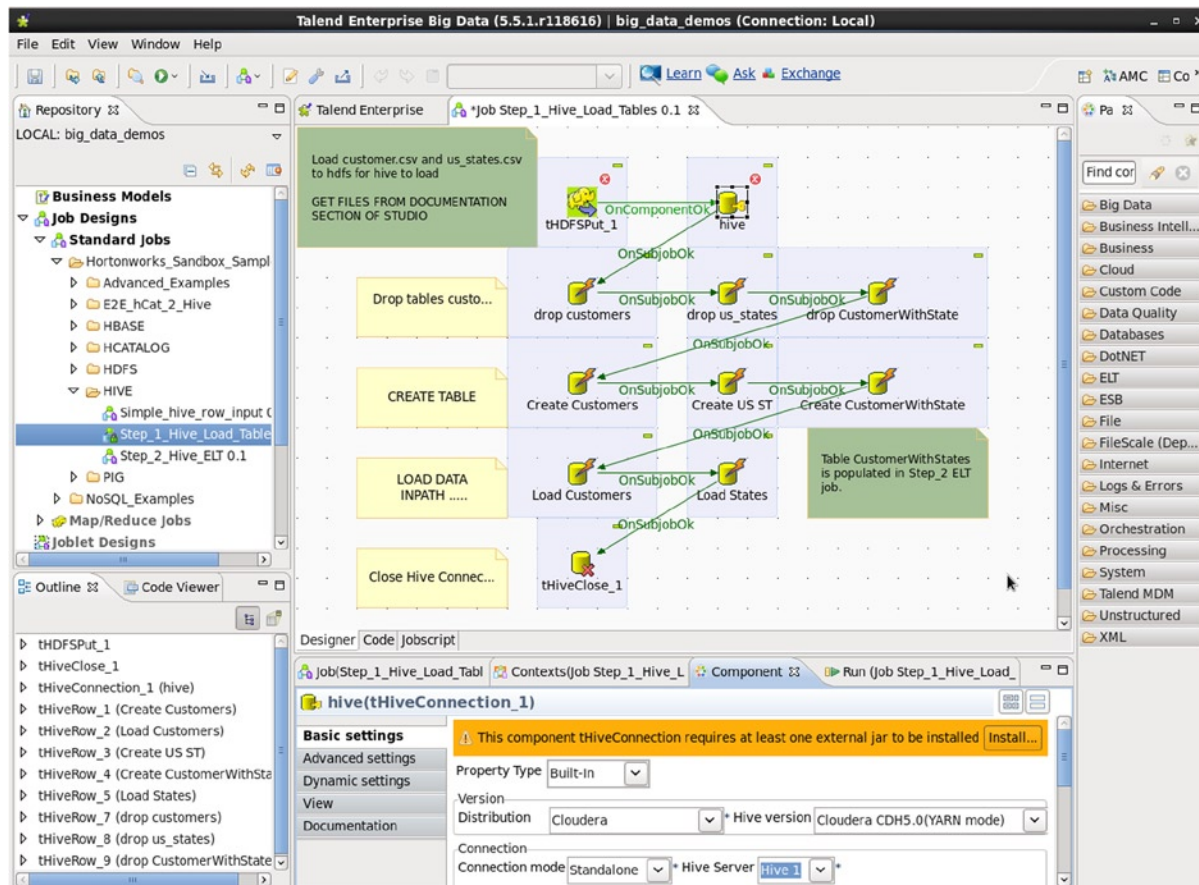 Talend Enterprise Big Data (5.5.1.r118616) | big_data_demos (Connection: Local)
File Edit View Window Help
Learn Ask Exchange
AMC Co
Repository
LOCAL: big_data_demos
Business Models
Job Designs
Standard Jobs
Hortonworks_Sandbox_Sampl
Advanced_Examples
E2E_hCat_2_Hive
HBASE
HCATALOG
HDFS
HIVE
Simple_hive_row_input (
Step_1_Hive_Load_Table
Step_2_Hive_ELT 0.1
PIG
NoSQL_Examples
Map/Reduce Jobs
Joblet Designs
Outline Code Viewer
tHDFSPut_1
tHiveClose_1
tHiveConnection_1 (hive)
tHiveRow_1 (Create Customers)
tHiveRow_2 (Load Customers)
tHiveRow_3 (Create US ST)
tHiveRow_4 (Create CustomerWithSta
tHiveRow_5 (Load States)
tHiveRow_7 (drop customers)
tHiveRow_8 (drop us_states)
tHiveRow_9 (drop CustomerWithState
Talend Enterprise *Job Step_1_Hive_Load_Tables 0.1
Load customer.csv and us_states.csv
to hdfs for hive to load
GET FILES FROM DOCUMENTATION
SECTION OF STUDIO
OnComponentOk
tHDFSPut_1 hive
OnSubjobOk
Drop tables custo...
OnSubjobOk OnSubjobOk
drop customers drop us_states drop CustomerWithState
OnSubjobOk
CREATE TABLE
OnSubjobOk OnSubjobOk
Create Customers Create US ST Create CustomerWithState
OnSubjobOk
LOAD DATA
INPATH .....
OnSubjobOk
Load Customers Load States
Table CustomerWithStates
is populated in Step_2 ELT
job.
OnSubjobOk
Close Hive Connec...
tHiveClose_1
Designer Code Jobscript
Job(Step_1_Hive_Load_Tabl Contexts(Job Step_1_Hive_L Component Run (Job Step_1_Hive_Load_
hive(tHiveConnection_1)
Basic settings
Advanced settings
Dynamic settings
View
Documentation
This component tHiveConnection requires at least one external jar to be installed Install...
Property Type Built-In
Version
Distribution Cloudera * Hive version Cloudera CDH5.0(YARN mode)
Connection
Connection mode Standalone * Hive Server Hive 1 *
Pa
Find cor
Big Data
Business Intell...
Business
Cloud
Custom Code
Data Quality
Databases
DotNET
ELT
ESB
File
FileScale (Dep...
Internet
Logs & Errors
Misc
Orchestration
Processing
System
Talend MDM
Unstructured
XML